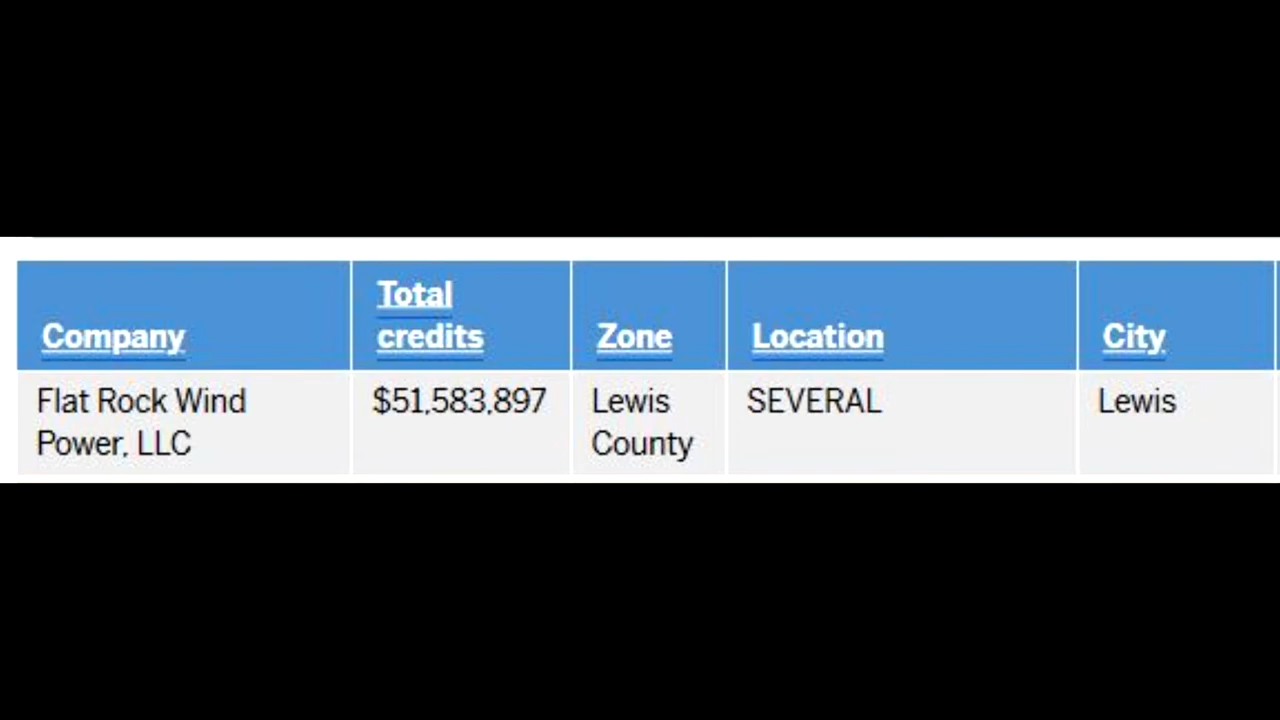 Company Total credits Zone Location City
Flat Rock Wind Power, LLC $51,583,897 Lewis County SEVERAL Lewis